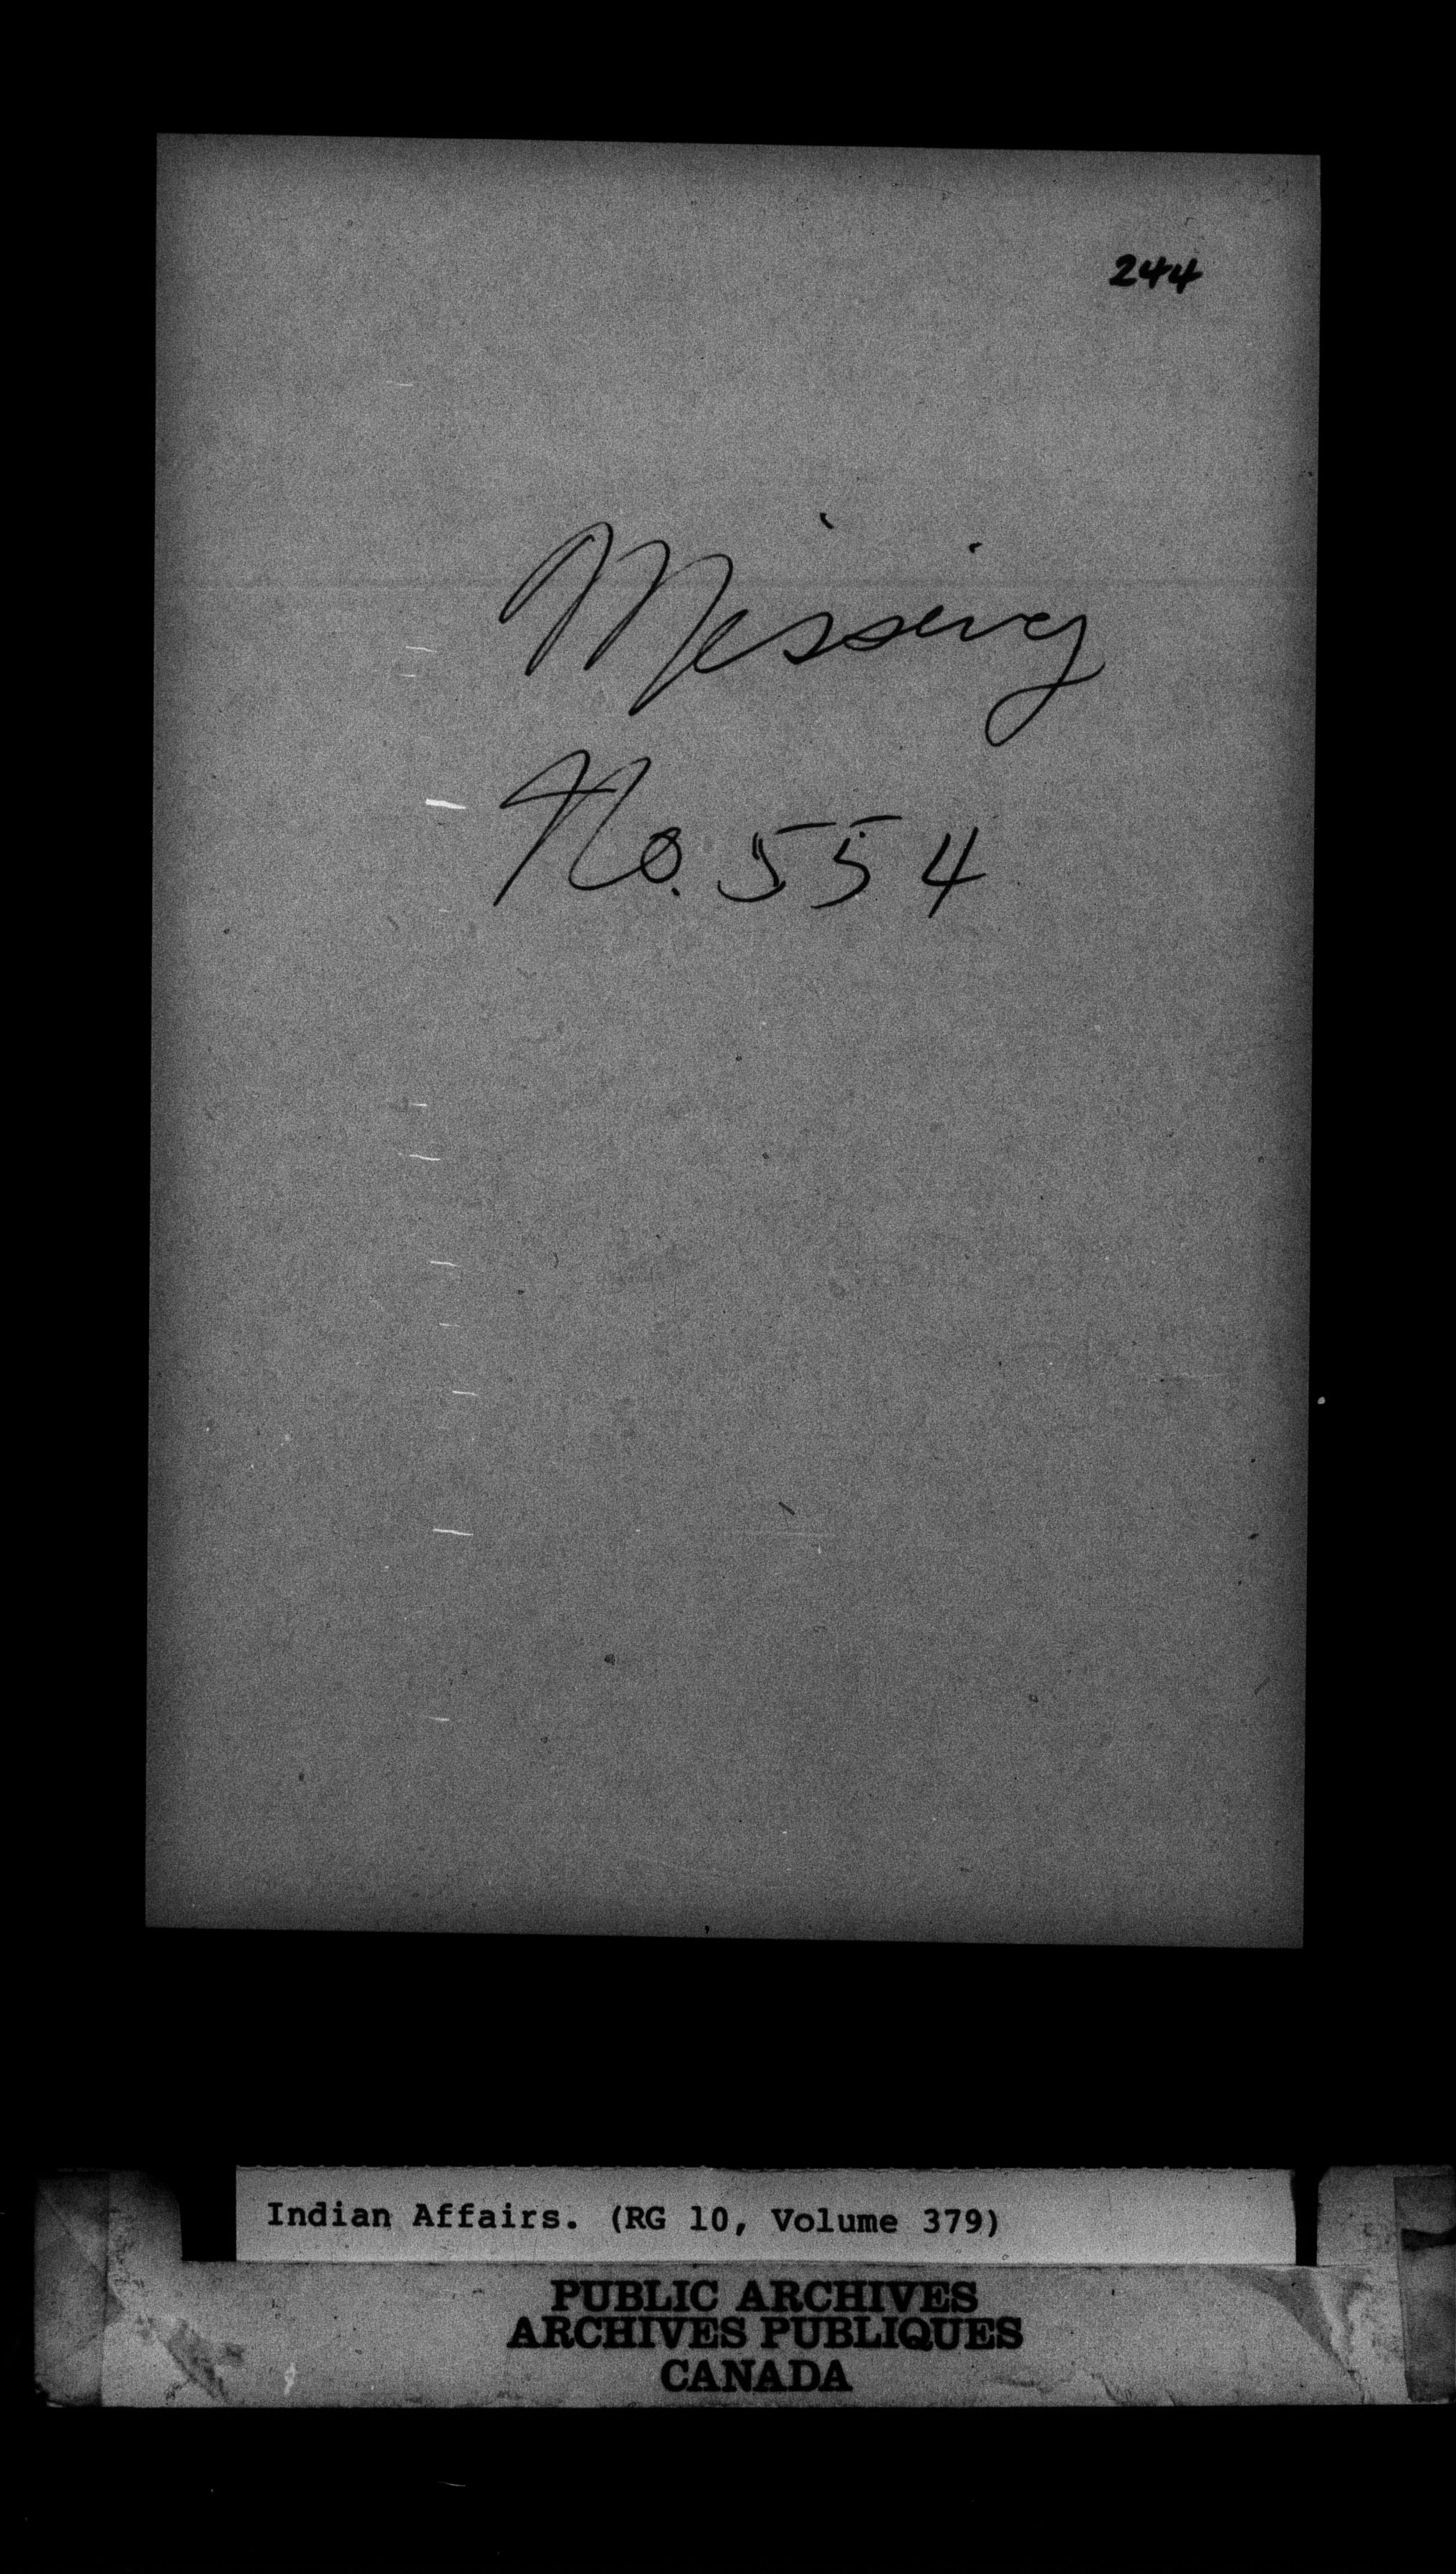 244
Missing
No. 554
Indian Affairs. (RG 10, Volume 379)
PUBLIC ARCHIVES
ARCHIVES PUBLIQUES
CANADA